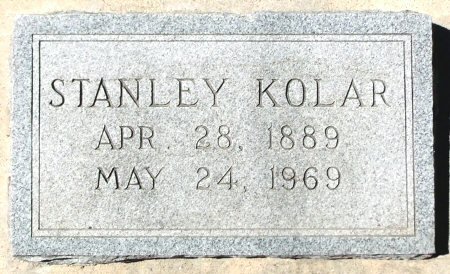 STANLEY KOLAR
APR. 28, 1889
MAY 24, 1969